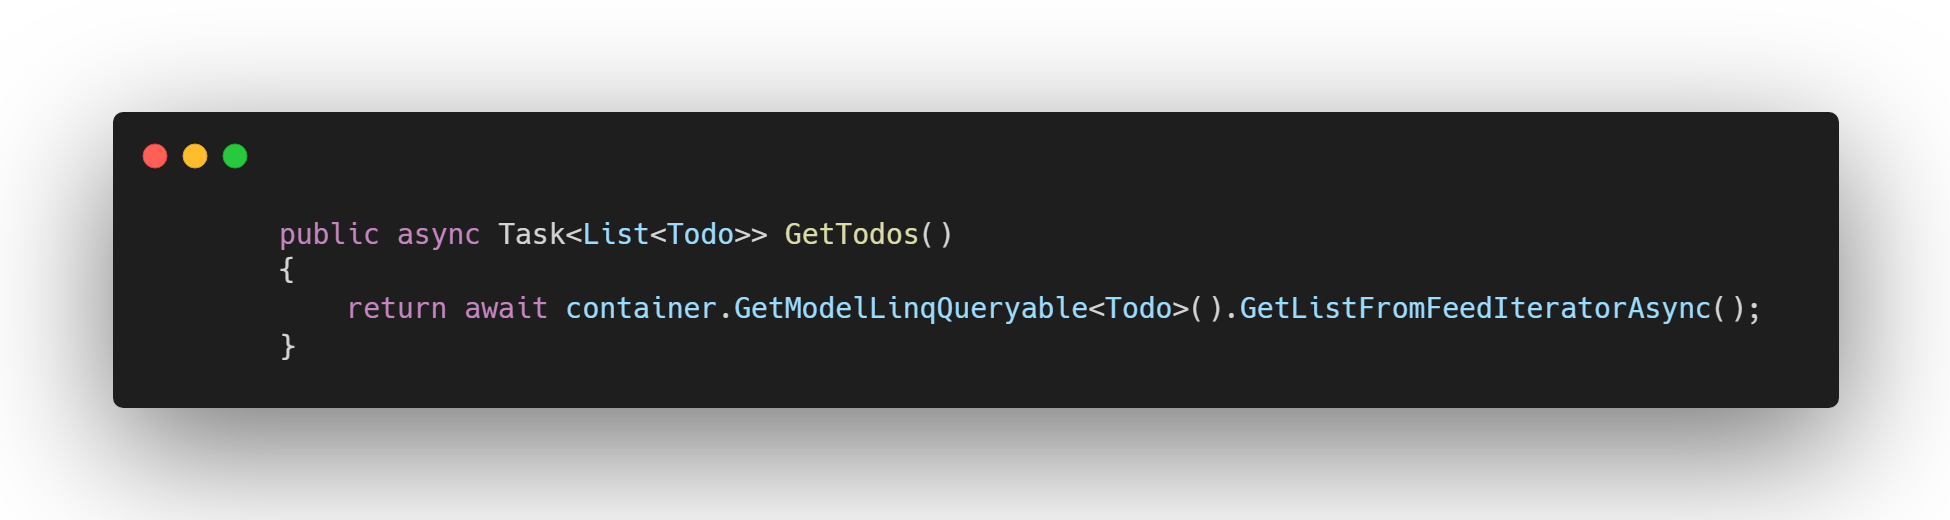 public async Task<List<Todo>> GetTodos()
{
    return await container.GetModelLinqQueryable<Todo>().GetListFromFeedIteratorAsync();
}